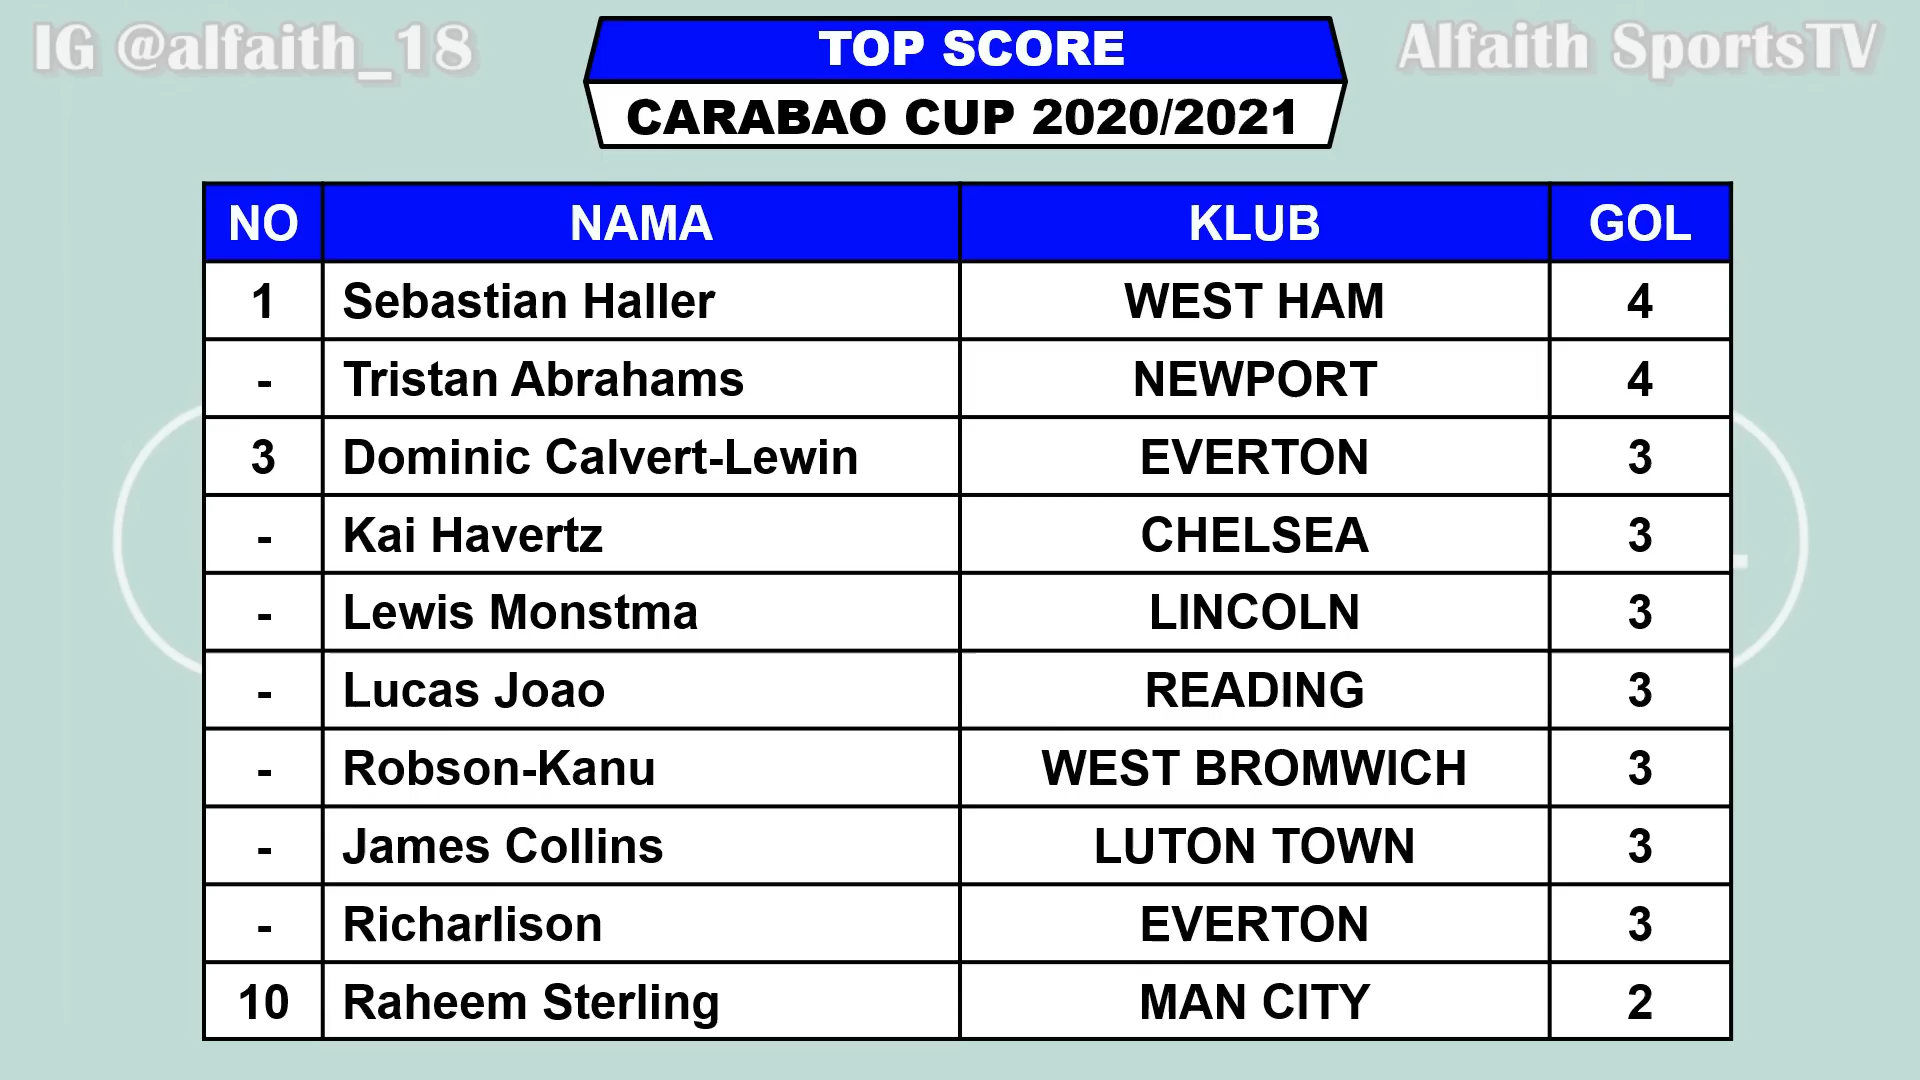 IG @alfaith_18
TOP SCORE
Alfaith SportsTV
CARABAO CUP 2020/2021
NO NAMA KLUB GOL
1 Sebastian Haller WEST HAM 4
- Tristan Abrahams NEWPORT 4
3 Dominic Calvert-Lewin EVERTON 3
- Kai Havertz CHELSEA 3
- Lewis Monstma LINCOLN 3
- Lucas Joao READING 3
- Robson-Kanu WEST BROMWICH 3
- James Collins LUTON TOWN 3
- Richarlison EVERTON 3
10 Raheem Sterling MAN CITY 2